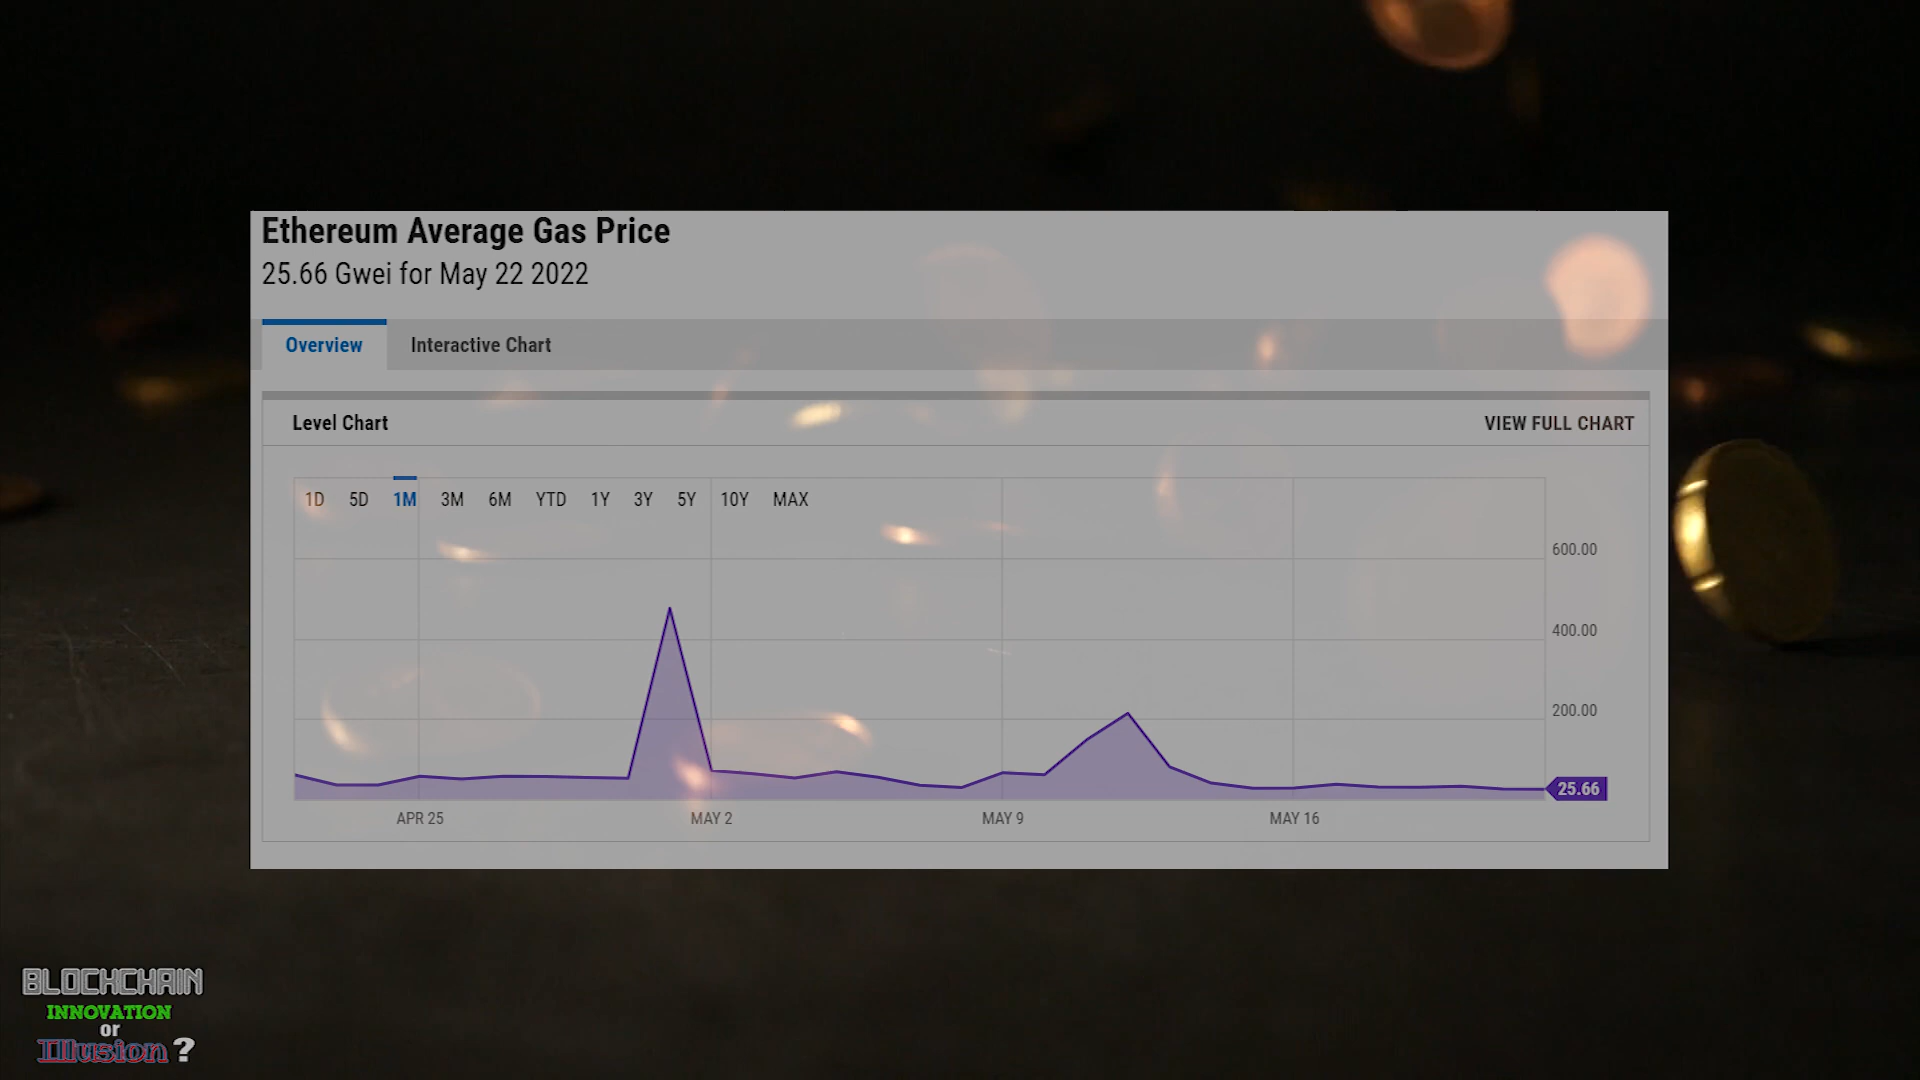 Ethereum Average Gas Price
25.66 Gwei for May 22 2022
Overview Interactive Chart
Level Chart VIEW FULL CHART
1D 5D 1M 3M 6M YTD 1Y 3Y 5Y 10Y MAX
600.00
400.00
200.00
25.66
APR 25 MAY 2 MAY 9 MAY 16
BLOCKCHAIN
INNOVATION
or
Illusion ?